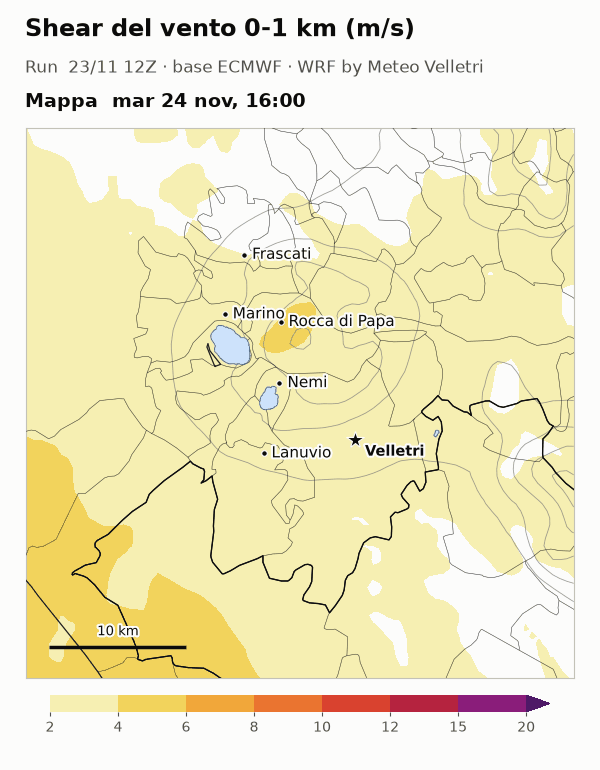 Shear del vento 0-1 km (m/s)
Run  23/11 12Z · base ECMWF · WRF by Meteo Velletri
Mappa  mar 24 nov, 16:00
Frascati
Marino
Rocca di Papa
Nemi
Velletri
Lanuvio
10 km
2 4 6 8 10 12 15 20